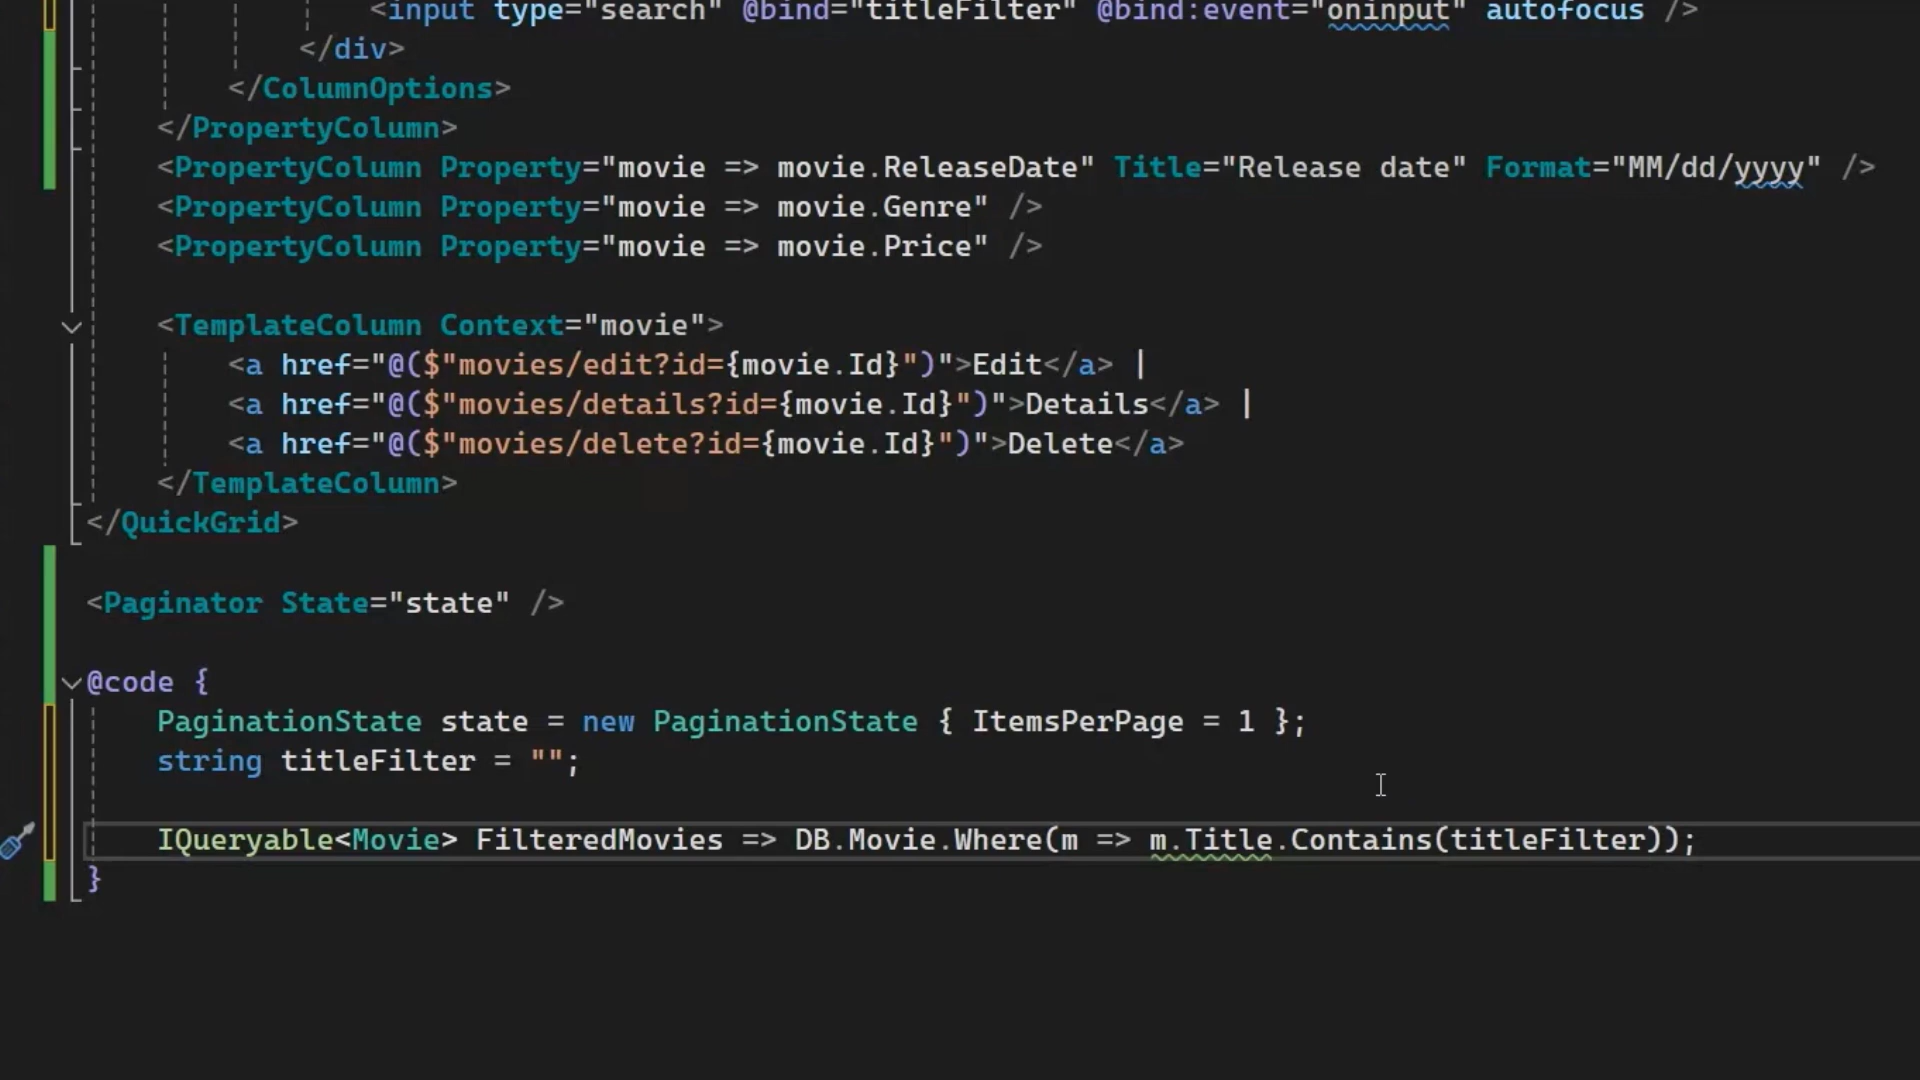 <input type="search" @bind="titleFilter" @bind:event="oninput" autofocus />
</div>
</ColumnOptions>
</PropertyColumn>
<PropertyColumn Property="movie => movie.ReleaseDate" Title="Release date" Format="MM/dd/yyyy" />
<PropertyColumn Property="movie => movie.Genre" />
<PropertyColumn Property="movie => movie.Price" />
<TemplateColumn Context="movie">
<a href="@($"movies/edit?id={movie.Id}")">Edit</a> |
<a href="@($"movies/details?id={movie.Id}")">Details</a> |
<a href="@($"movies/delete?id={movie.Id}")">Delete</a>
</TemplateColumn>
</QuickGrid>
<Paginator State="state" />
@code {
PaginationState state = new PaginationState { ItemsPerPage = 1 };
string titleFilter = "";
IQueryable<Movie> FilteredMovies => DB.Movie.Where(m => m.Title.Contains(titleFilter));
}